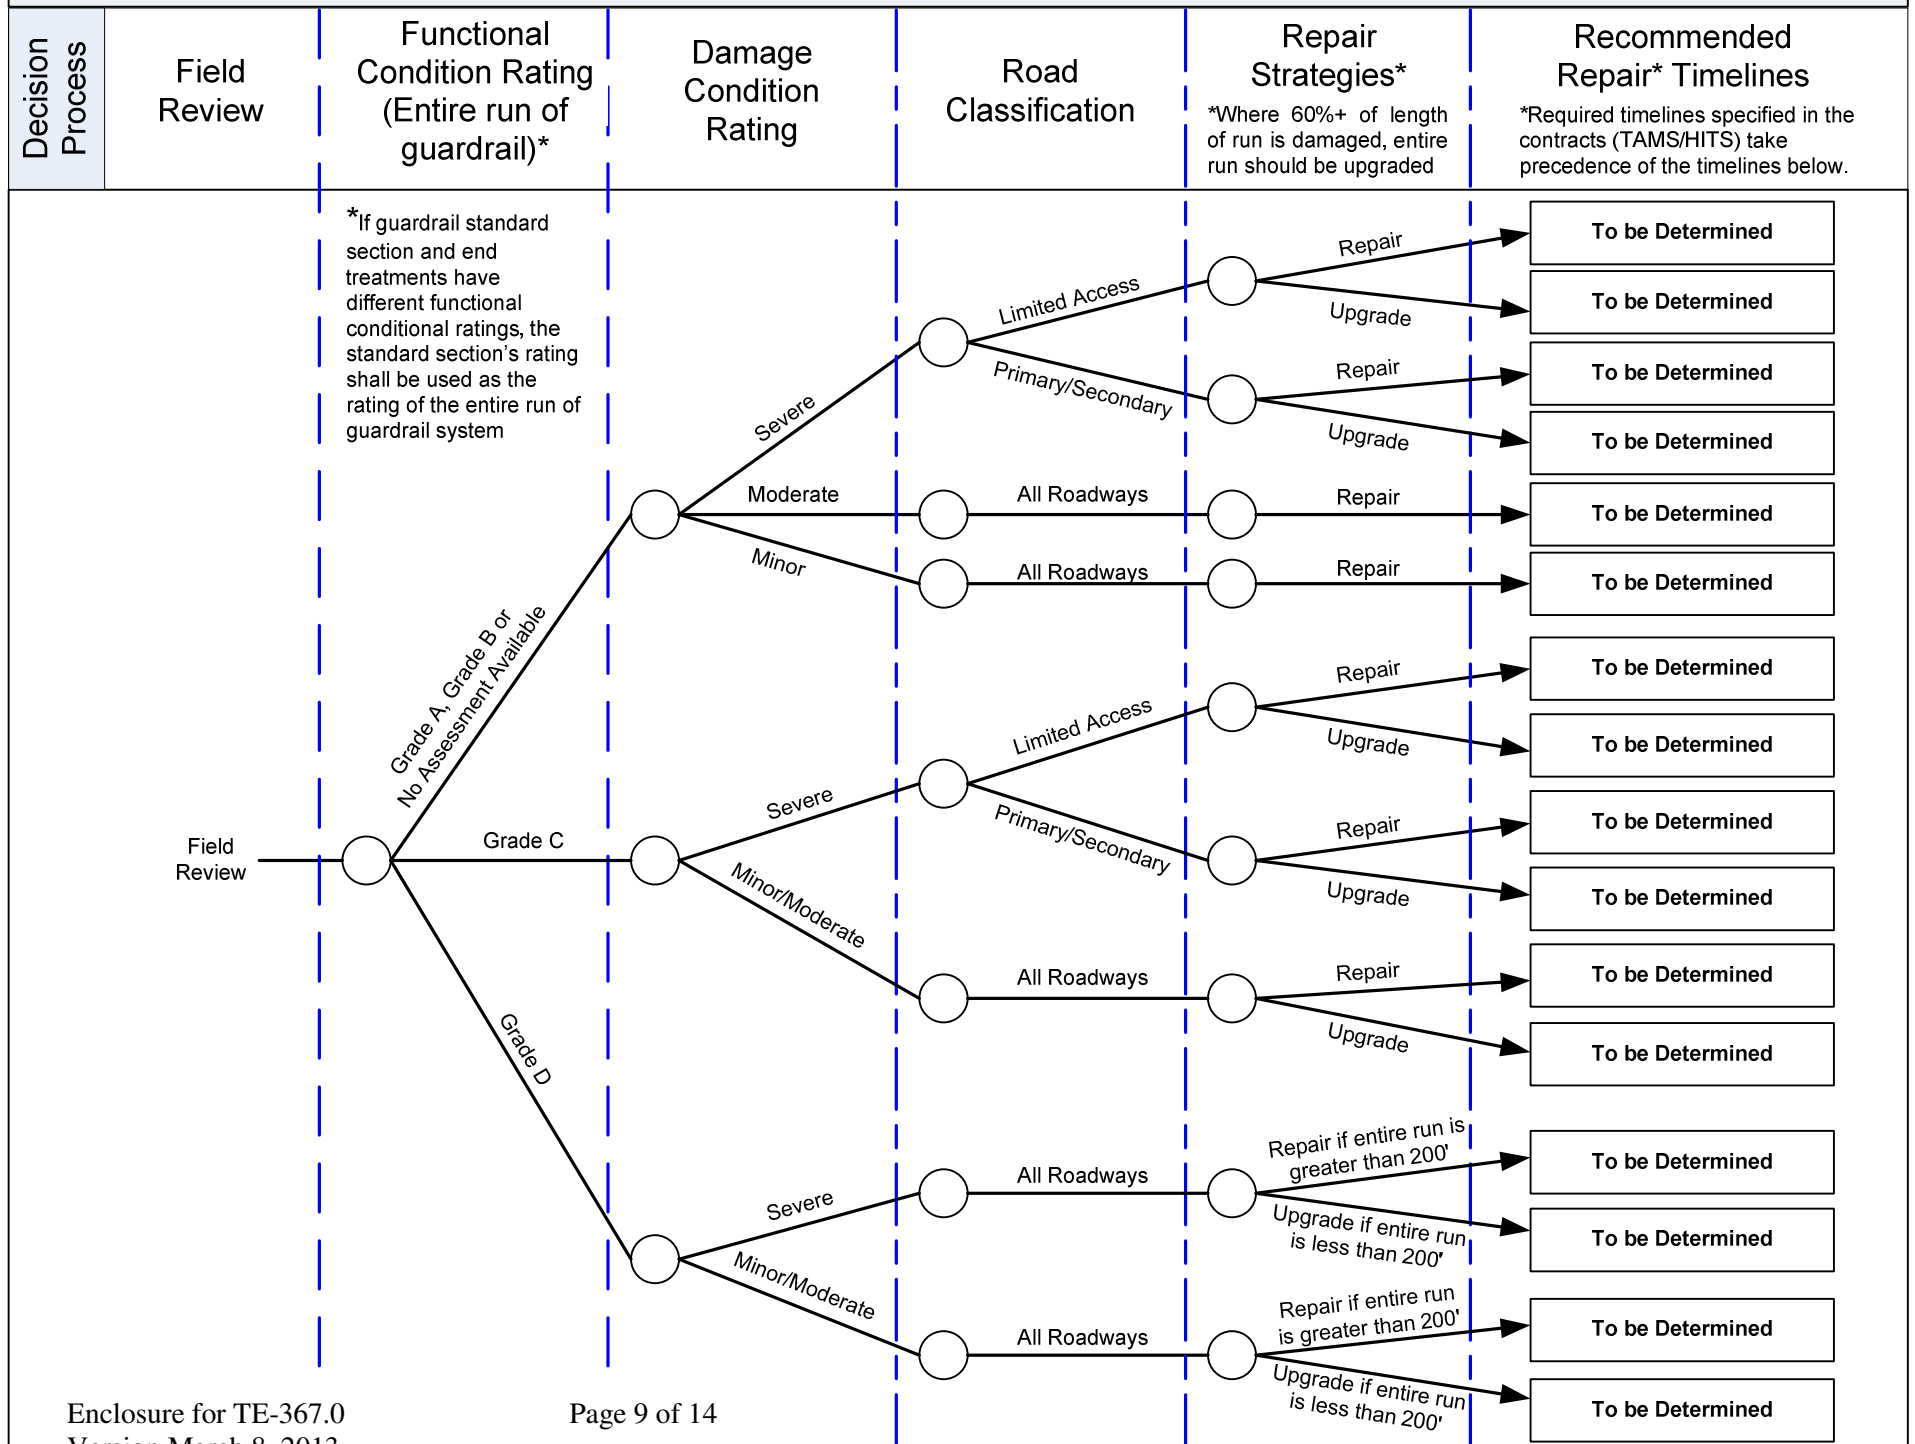 Decision
Process
Field
Review
Functional
Condition Rating
(Entire run of
guardrail)*
Damage
Condition
Rating
Road
Classification
Repair
Strategies*
*Where 60%+ of length
of run is damaged, entire
run should be upgraded
Recommended
Repair* Timelines
*Required timelines specified in the
contracts (TAMS/HITS) take
precedence of the timelines below.
*If guardrail standard
section and end
treatments have
different functional
conditional ratings, the
standard section's rating
shall be used as the
rating of the entire run of
guardrail system
Field
Review
Grade A, Grade B or
No Assessment Available
Severe
Limited Access
Repair
To be Determined
Upgrade
To be Determined
Primary/Secondary
Repair
To be Determined
Upgrade
To be Determined
Moderate
All Roadways
Repair
To be Determined
Minor
All Roadways
Repair
To be Determined
Grade C
Severe
Limited Access
Repair
To be Determined
Upgrade
To be Determined
Primary/Secondary
Repair
To be Determined
Upgrade
To be Determined
Minor/Moderate
All Roadways
Repair
To be Determined
Upgrade
To be Determined
Grade D
Severe
All Roadways
Repair if entire run is
greater than 200'
To be Determined
Upgrade if entire run
is less than 200'
To be Determined
Minor/Moderate
All Roadways
Repair if entire run
is greater than 200'
To be Determined
Upgrade if entire run
is less than 200'
To be Determined
Enclosure for TE-367.0
Page 9 of 14
Version March 8, 2013